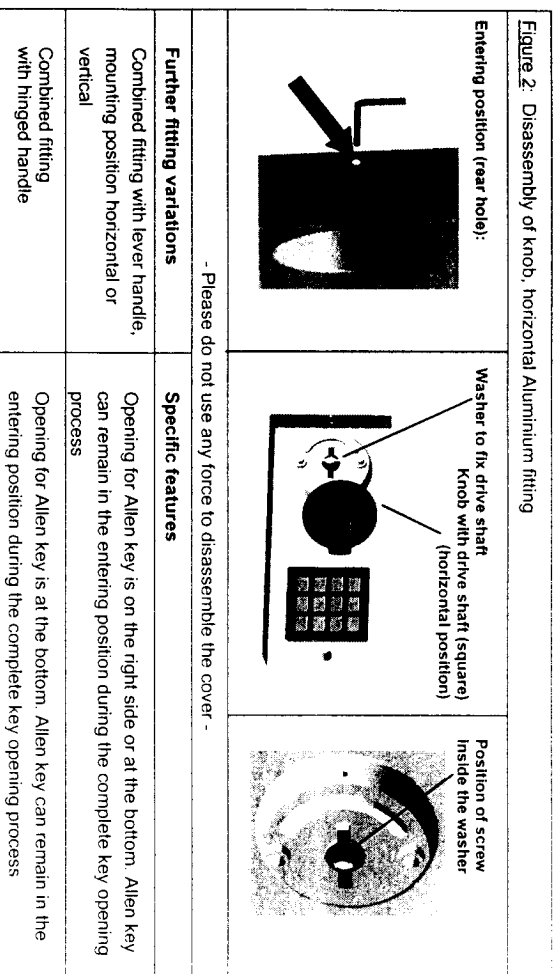 Figure 2: Disassembly of knob, horizontal Aluminium fitting
Entering position (rear hole):
Washer to fix drive shaft
Knob with drive shaft (square)
(horizontal position)
Position of screw
inside the washer
- Please do not use any force to disassemble the cover -
Further fitting variations
Specific features
Combined fitting with lever handle,
mounting position horizontal or
vertical
Opening for Allen key is on the right side or at the bottom. Allen key
can remain in the entering position during the complete key opening
process
Combined fitting
with hinged handle
Opening for Allen key is at the bottom. Allen key can remain in the
entering position during the complete key opening process